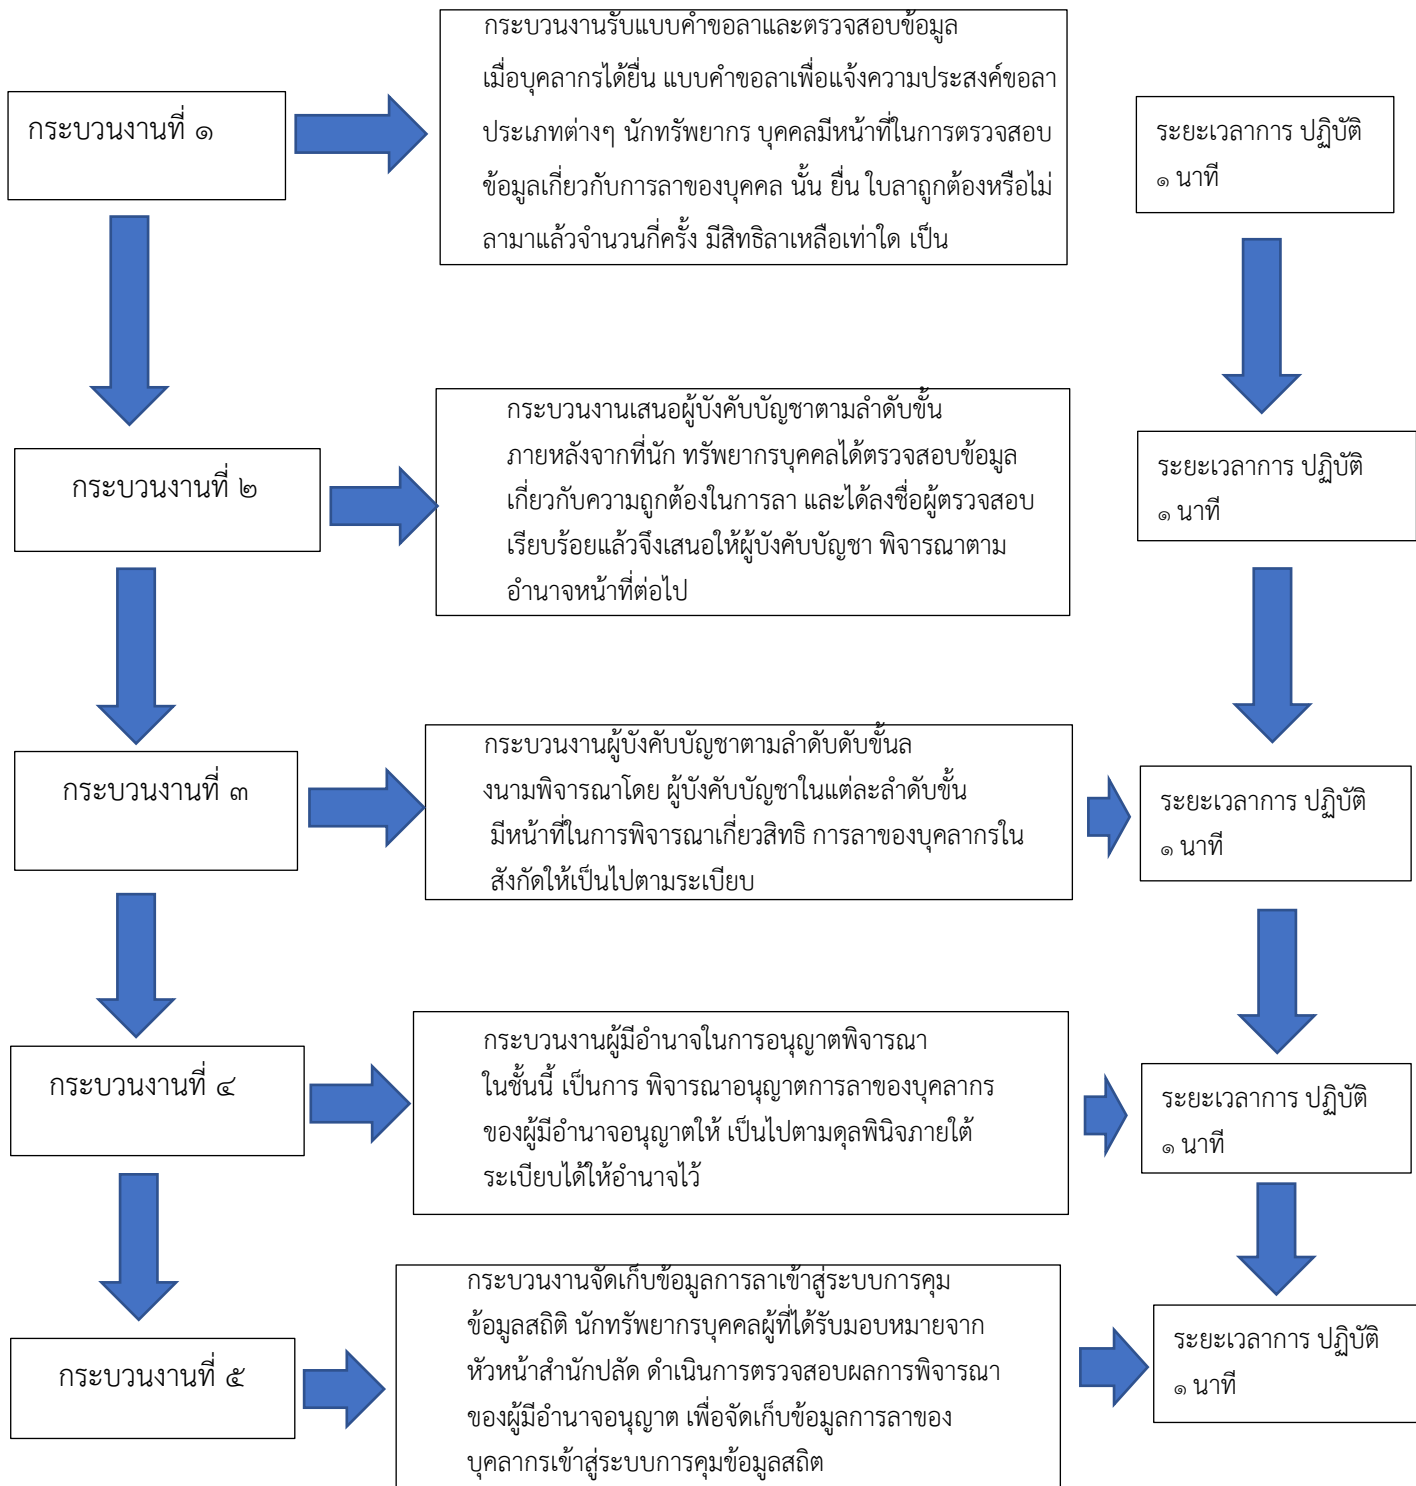 กระบวนงานที่ ๑
กระบวนงานรับแบบคำขอลาและตรวจสอบข้อมูล
เมื่อบุคลากรได้ยื่น แบบคำขอลาเพื่อแจ้งความประสงค์ขอลา
ประเภทต่างๆ นักทรัพยากร บุคคลมีหน้าที่ในการตรวจสอบ
ข้อมูลเกี่ยวกับการลาของบุคคล นั้น ยื่น ใบลาถูกต้องหรือไม่
ลามาแล้วจำนวนกี่ครั้ง มีสิทธิลาเหลือเท่าใด เป็น
ระยะเวลาการ ปฏิบัติ
๑ นาที
กระบวนงานที่ ๒
กระบวนงานเสนอผู้บังคับบัญชาตามลำดับขั้น
ภายหลังจากที่นัก ทรัพยากรบุคคลได้ตรวจสอบข้อมูล
เกี่ยวกับความถูกต้องในการลา และได้ลงชื่อผู้ตรวจสอบ
เรียบร้อยแล้วจึงเสนอให้ผู้บังคับบัญชา พิจารณาตาม
อำนาจหน้าที่ต่อไป
ระยะเวลาการ ปฏิบัติ
๑ นาที
กระบวนงานที่ ๓
กระบวนงานผู้บังคับบัญชาตามลำดับดับขั้นล
งนามพิจารณาโดย ผู้บังคับบัญชาในแต่ละลำดับขั้น
มีหน้าที่ในการพิจารณาเกี่ยวสิทธิ การลาของบุคลากรใน
สังกัดให้เป็นไปตามระเบียบ
ระยะเวลาการ ปฏิบัติ
๑ นาที
กระบวนงานที่ ๔
กระบวนงานผู้มีอำนาจในการอนุญาตพิจารณา
ในชั้นนี้ เป็นการ พิจารณาอนุญาตการลาของบุคลากร
ของผู้มีอำนาจอนุญาตให้ เป็นไปตามดุลพินิจภายใต้
ระเบียบได้ให้อำนาจไว้
ระยะเวลาการ ปฏิบัติ
๑ นาที
กระบวนงานที่ ๕
กระบวนงานจัดเก็บข้อมูลการลาเข้าสู่ระบบการคุม
ข้อมูลสถิติ นักทรัพยากรบุคคลผู้ที่ได้รับมอบหมายจาก
หัวหน้าสำนักปลัด ดำเนินการตรวจสอบผลการพิจารณา
ของผู้มีอำนาจอนุญาต เพื่อจัดเก็บข้อมูลการลาของ
บุคลากรเข้าสู่ระบบการคุมข้อมูลสถิต
ระยะเวลาการ ปฏิบัติ
๑ นาที